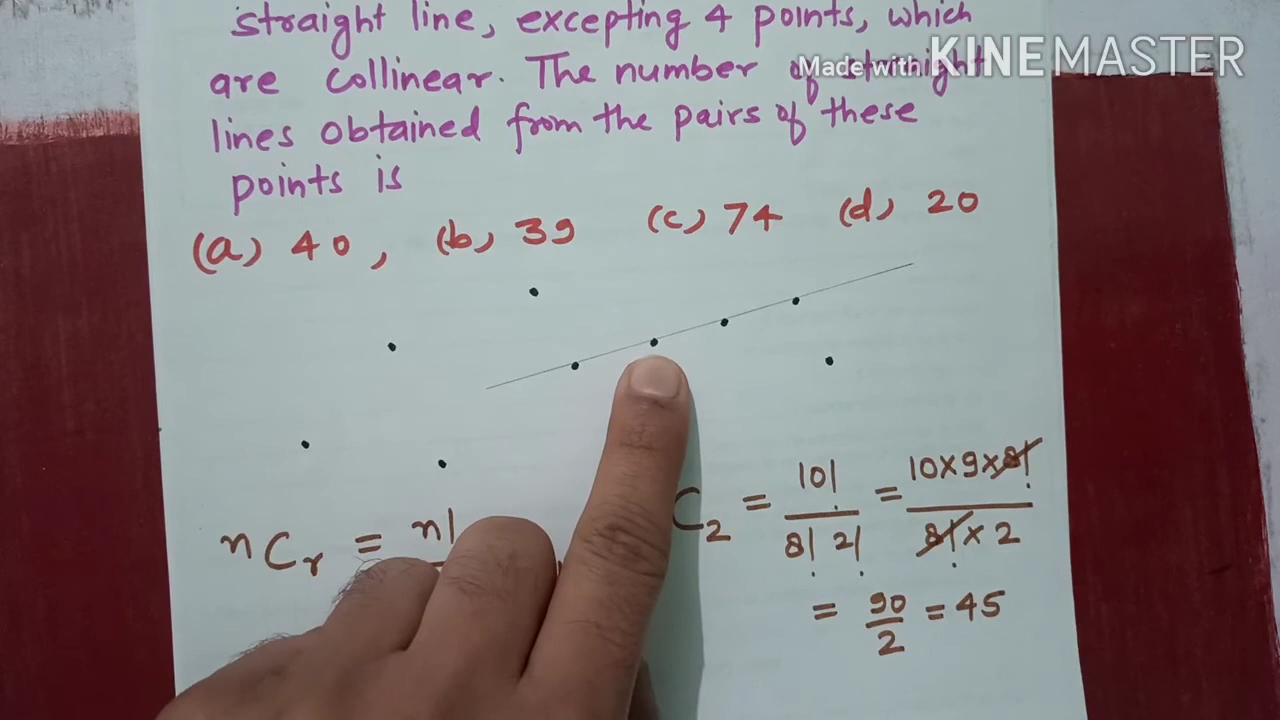 straight line, excepting 4 points, which
are collinear. The number of straight
Made with KINEMASTER
lines obtained from the pairs of these
points is
(a) 40, (b) 39 (c) 74 (d) 20
nCr = n!
C2 = 10! / 8! 2! = 10×9×8! / 8!×2
= 90/2 = 45